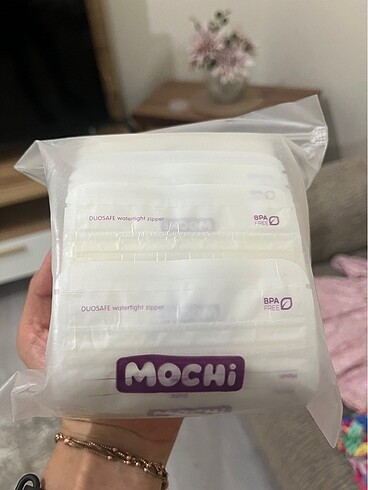 DUOSAFE watertight zipper
BPA
FREE
DUOSAFE watertight zipper
BPA
FREE
MOCHi